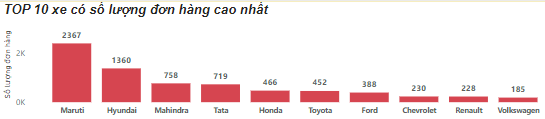 TOP 10 xe có số lượng đơn hàng cao nhất
Số lượng đơn hàng
2K
0K
2367 1360 758 719 466 452 388 230 228 185
Maruti Hyundai Mahindra Tata Honda Toyota Ford Chevrolet Renault Volkswagen